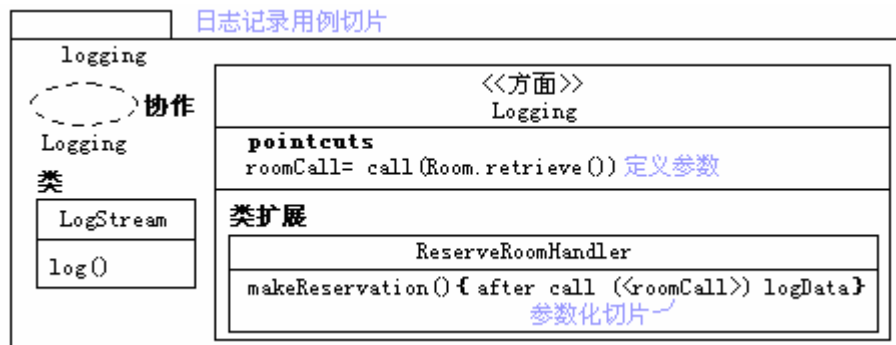 日志记录用例切片
logging
协作
Logging
类
LogStream
log()
<<方面>>
Logging
pointcuts
roomCall= call(Room.retrieve()) 定义参数
类扩展
ReserveRoomHandler
makeReservation(){ after call (<roomCall>) logData}
参数化切片